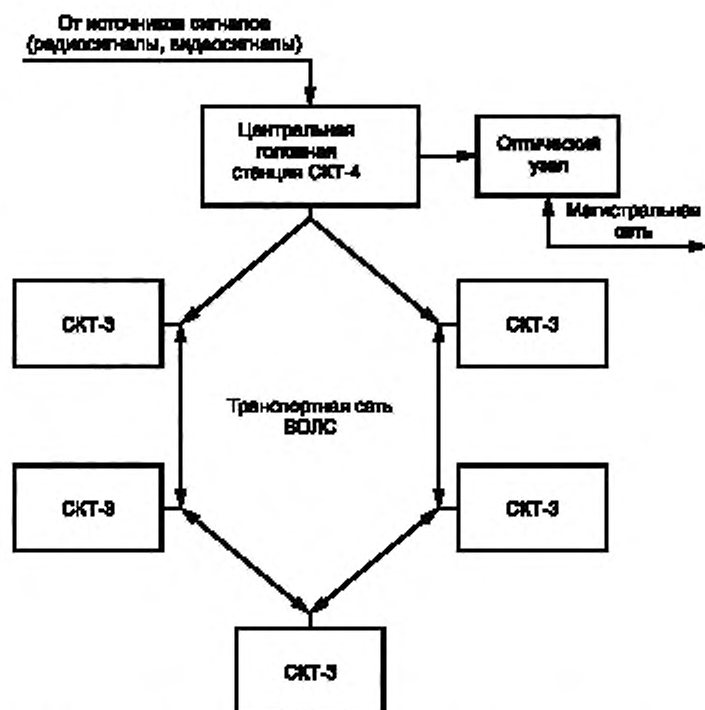 От источников сигналов
(радиосигналы, видеосигналы)
Центральная
головная
станция СКТ-4
Оптический
узел
Магистральная
сеть
СКТ-3
СКТ-3
Транспортная сеть
ВОЛС
СКТ-3
СКТ-3
СКТ-3